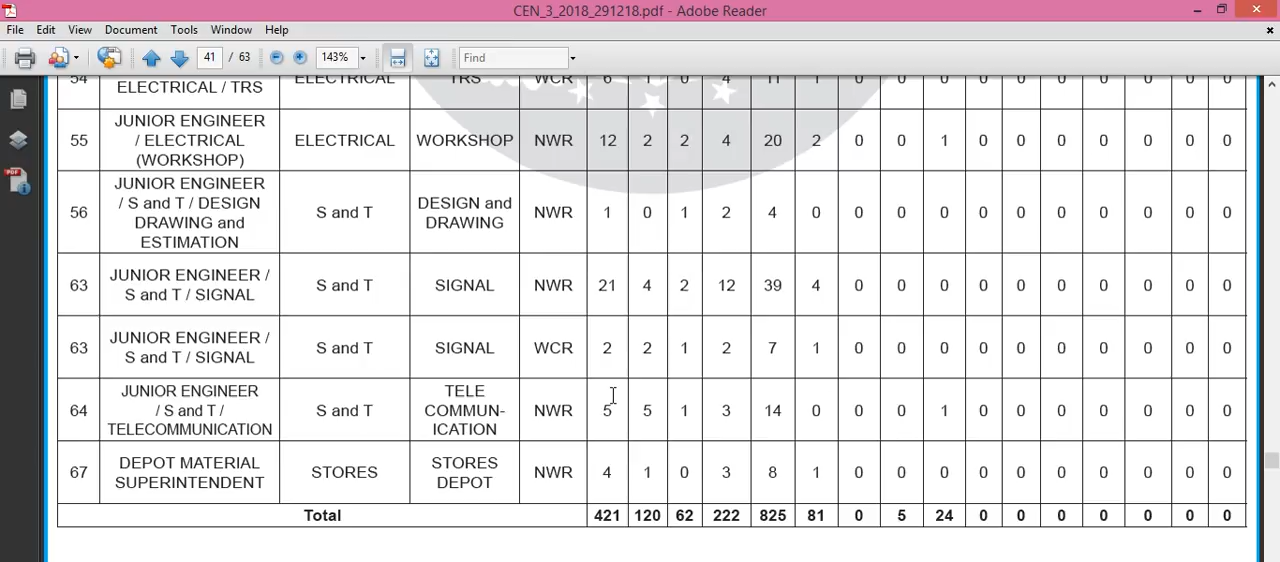 CEN_3_2018_291218.pdf - Adobe Reader
File Edit View Document Tools Window Help
41 / 63 143% Find
54 ELECTRICAL / TRS ELECTRICAL TRS WCR 6 1 0 4 11 1 0 0 0 0 0 0 0 0 0
JUNIOR ENGINEER
55 / ELECTRICAL ELECTRICAL WORKSHOP NWR 12 2 2 4 20 2 0 0 1 0 0 0 0 0 0
(WORKSHOP)
JUNIOR ENGINEER
/ S and T / DESIGN DESIGN and
56 S and T NWR 1 0 1 2 4 0 0 0 0 0 0 0 0 0 0
DRAWING and DRAWING
ESTIMATION
JUNIOR ENGINEER /
63 S and T SIGNAL NWR 21 4 2 12 39 4 0 0 0 0 0 0 0 0 0
S and T / SIGNAL
JUNIOR ENGINEER /
63 S and T SIGNAL WCR 2 2 1 2 7 1 0 0 0 0 0 0 0 0 0
S and T / SIGNAL
JUNIOR ENGINEER TELE
64 / S and T / S and T COMMUN- NWR 5 5 1 3 14 0 0 0 1 0 0 0 0 0 0
TELECOMMUNICATION ICATION
DEPOT MATERIAL STORES
67 STORES NWR 4 1 0 3 8 1 0 0 0 0 0 0 0 0 0
SUPERINTENDENT DEPOT
Total 421 120 62 222 825 81 0 5 24 0 0 0 0 0 0